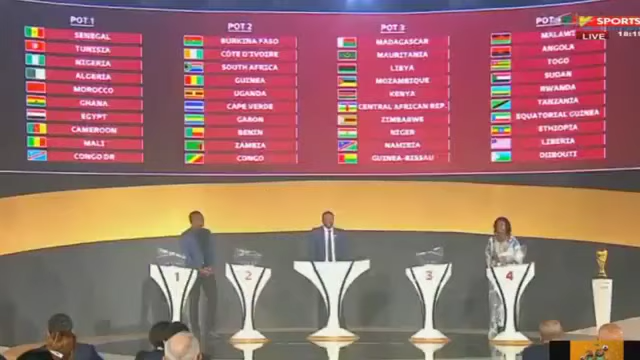 SPORTS
LIVE
18:1
POT 1
SENEGAL
TUNISIA
NIGERIA
ALGERIA
MOROCCO
GHANA
EGYPT
CAMEROON
MALI
CONGO DR
POT 2
BURKINA FASO
CÔTE D'IVOIRE
SOUTH AFRICA
GUINEA
UGANDA
CAPE VERDE
GABON
BENIN
ZAMBIA
CONGO
POT 3
MADAGASCAR
MAURITANIA
LIBYA
MOZAMBIQUE
KENYA
CENTRAL AFRICAN REP.
ZIMBABWE
NIGER
NAMIBIA
GUINEA-BISSAU
POT
MALAWI
ANGOLA
TOGO
SUDAN
RWANDA
TANZANIA
EQUATORIAL GUINEA
ETHIOPIA
LIBERIA
DJIBOUTI
1
2
3
4